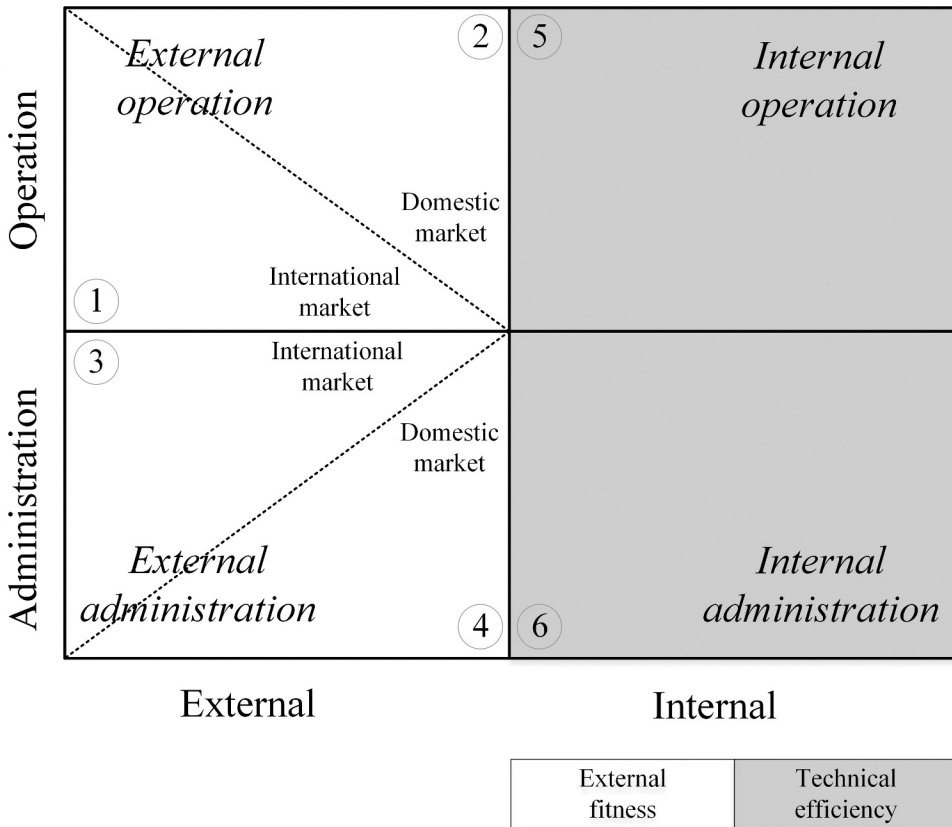 Operation
External
operation
2
5
Internal
operation
Domestic
market
International
market
1
Administration
3
International
market
Domestic
market
External
administration
4
6
Internal
administration
External
Internal
External
fitness
Technical
efficiency